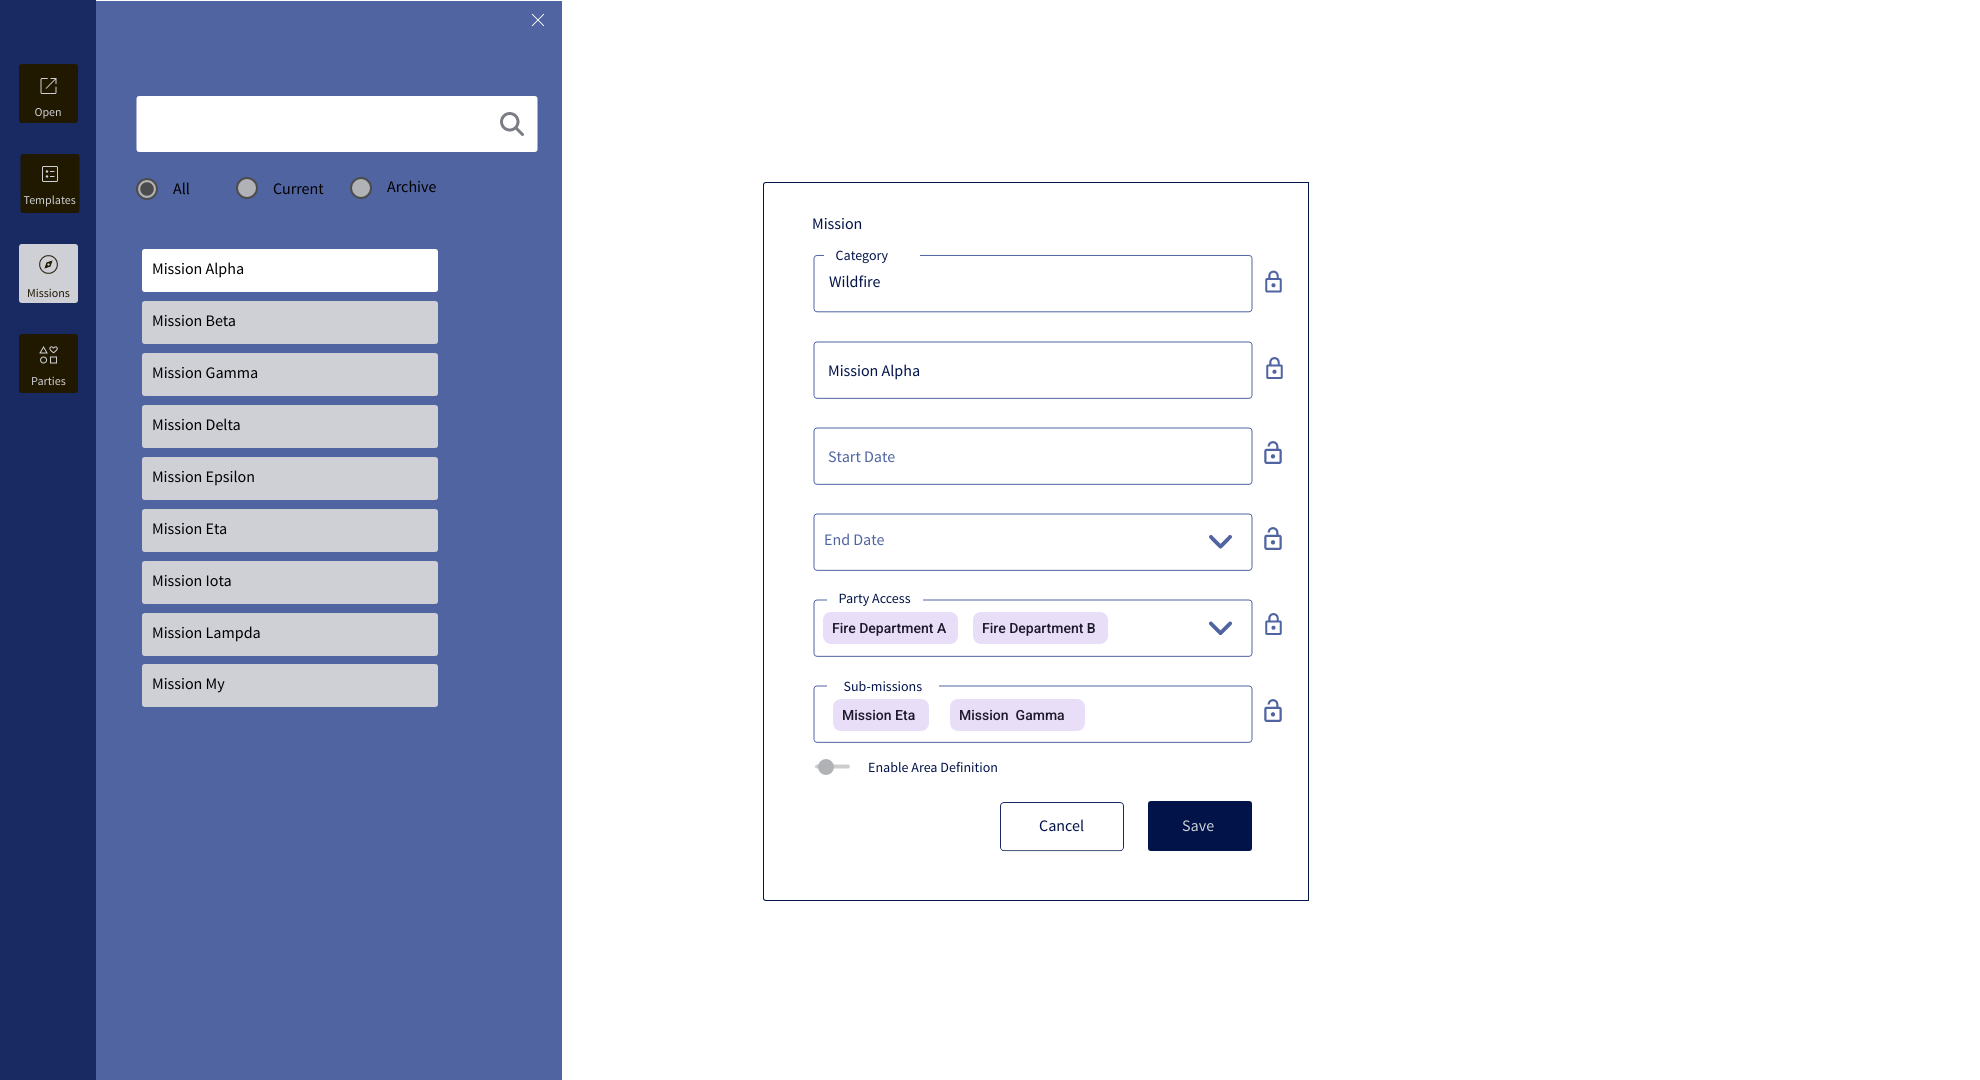 Open
Templates
Missions
Parties
All
Current
Archive
Mission Alpha
Mission Beta
Mission Gamma
Mission Delta
Mission Epsilon
Mission Eta
Mission Iota
Mission Lampda
Mission My
Mission
Category
Wildfire
Mission Alpha
Start Date
End Date
Party Access
Fire Department A
Fire Department B
Sub-missions
Mission Eta
Mission Gamma
Enable Area Definition
Cancel
Save